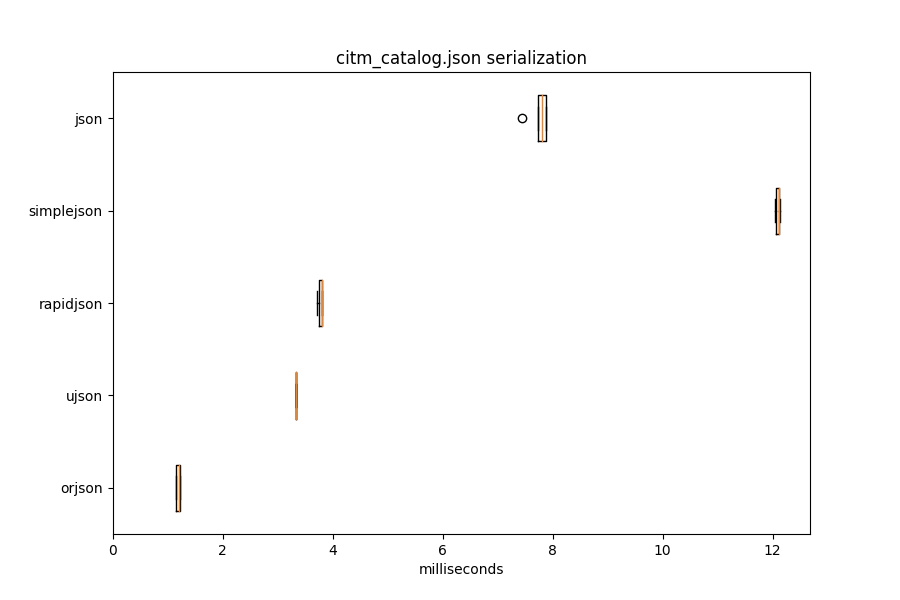 citm_catalog.json serialization
json
simplejson
rapidjson
ujson
orjson
0 2 4 6 8 10 12
milliseconds